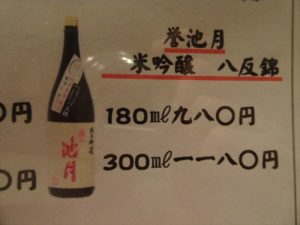 誉池月
米吟醸 八反錦
180㎖九八〇円
300㎖一一八〇円
〇円
〇円
池月